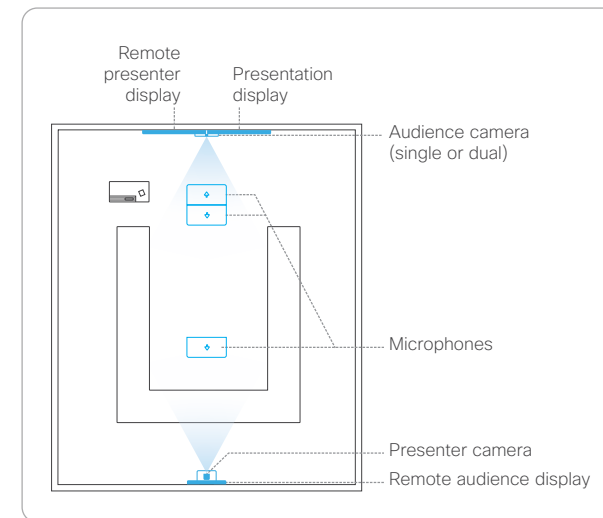 Remote
presenter
display
Presentation
display
Audience camera
(single or dual)
Microphones
Presenter camera
Remote audience display